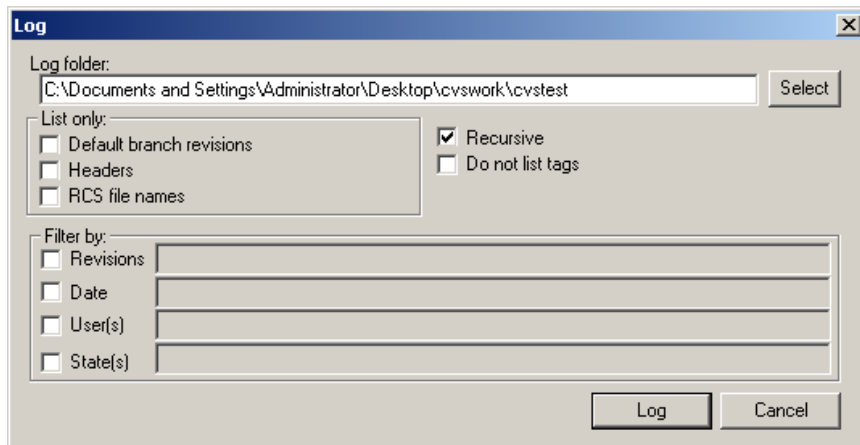 Log
Log folder:
C:\Documents and Settings\Administrator\Desktop\cvswork\cvstest
Select
List only:
Default branch revisions
Headers
RCS file names
Recursive
Do not list tags
Filter by:
Revisions
Date
User(s)
State(s)
Log
Cancel